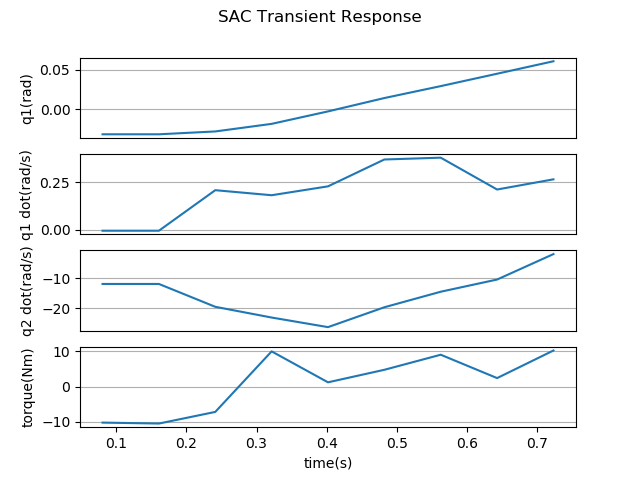 SAC Transient Response
q1(rad)
0.05
0.00
q1 dot(rad/s)
0.25
0.00
q2 dot(rad/s)
−10
−20
torque(Nm)
10
0
−10
0.1 0.2 0.3 0.4 0.5 0.6 0.7
time(s)